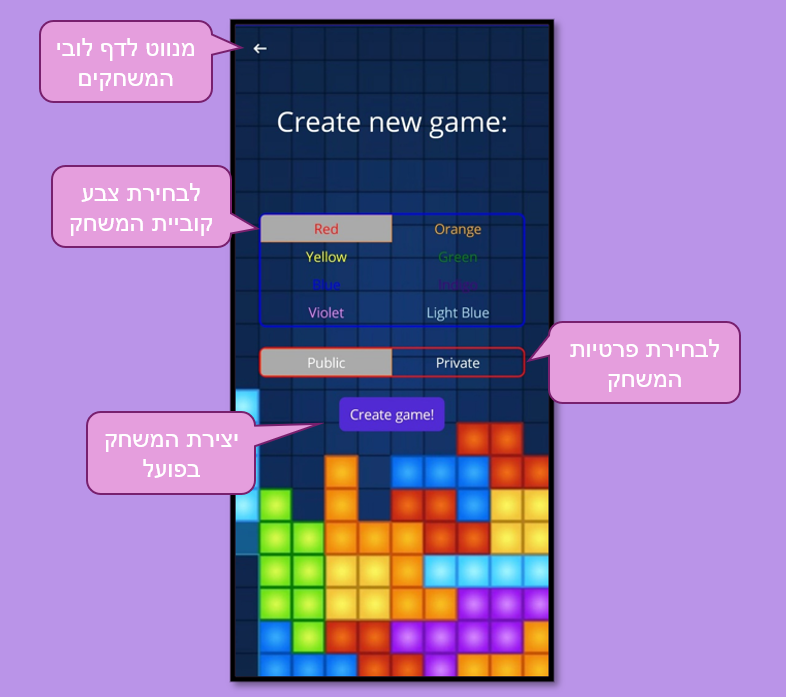 מנווט לדף לובי
המשחקים
Create new game:
לבחירת צבע
קוביית המשחק
Red
Orange
Yellow
Green
Blue
Indigo
Violet
Light Blue
לבחירת פרטיות
המשחק
Public
Private
Create game!
יצירת המשחק
בפועל